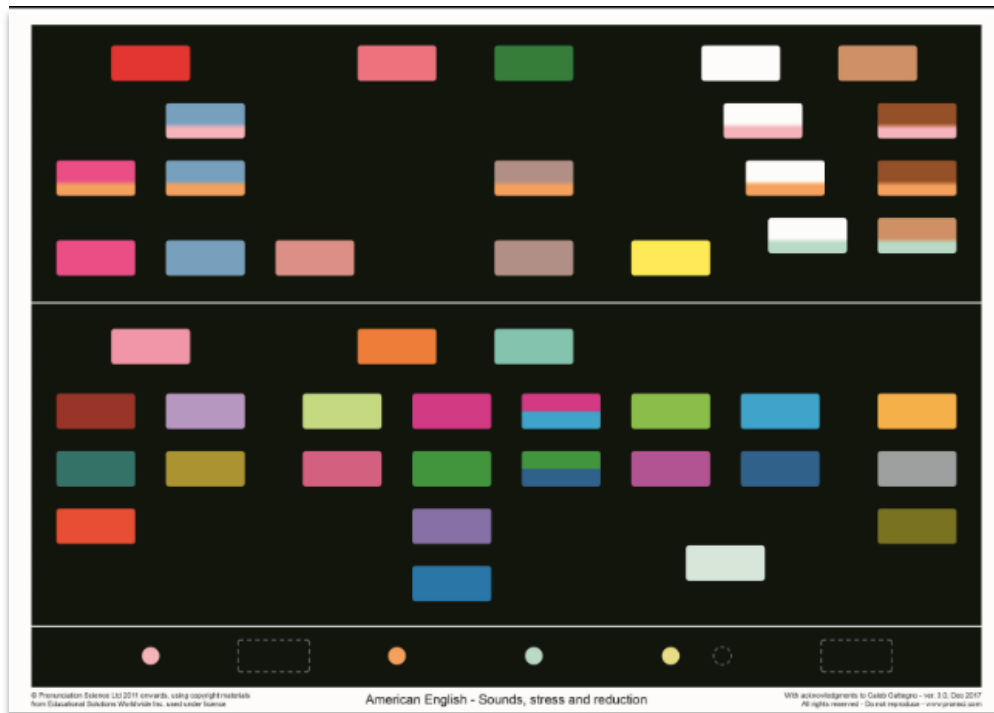 © Pronunciation Science Ltd 2011 onwards, using copyright materials
from Educational Solutions Worldwide Inc. used under licence
American English - Sounds, stress and reduction
With acknowledgments to Caleb Gattegno - ver. 3.0, Dec 2017
All rights reserved - Do not reproduce - www.pronsci.com